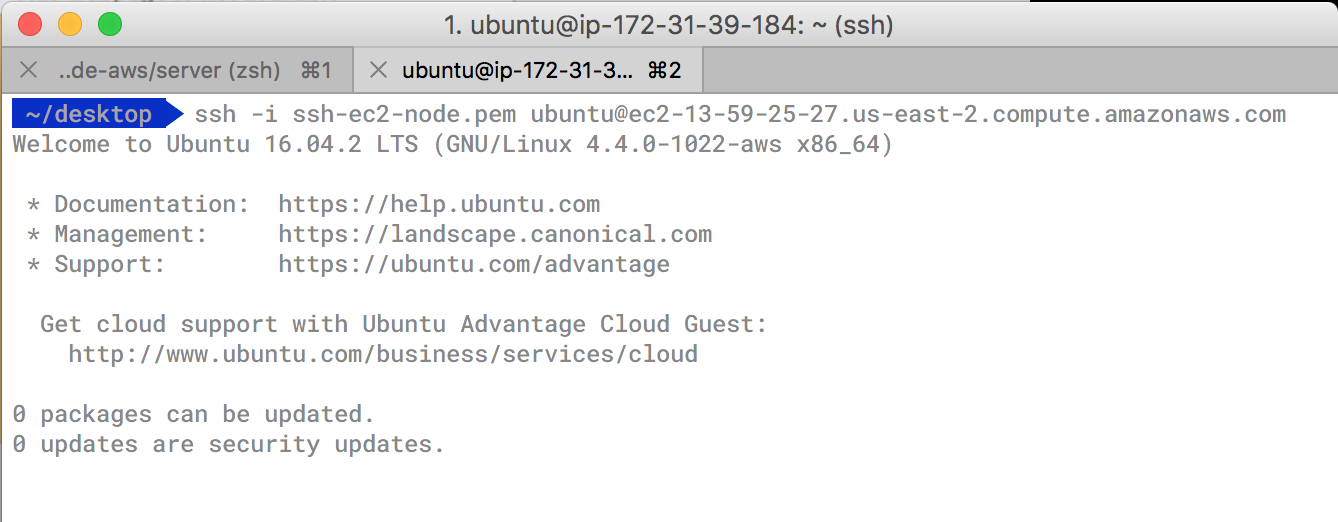 1. ubuntu@ip-172-31-39-184: ~ (ssh)
..de-aws/server (zsh) ⌘1
ubuntu@ip-172-31-3... ⌘2
~/desktop ssh -i ssh-ec2-node.pem ubuntu@ec2-13-59-25-27.us-east-2.compute.amazonaws.com
Welcome to Ubuntu 16.04.2 LTS (GNU/Linux 4.4.0-1022-aws x86_64)
* Documentation: https://help.ubuntu.com
* Management: https://landscape.canonical.com
* Support: https://ubuntu.com/advantage
Get cloud support with Ubuntu Advantage Cloud Guest:
http://www.ubuntu.com/business/services/cloud
0 packages can be updated.
0 updates are security updates.